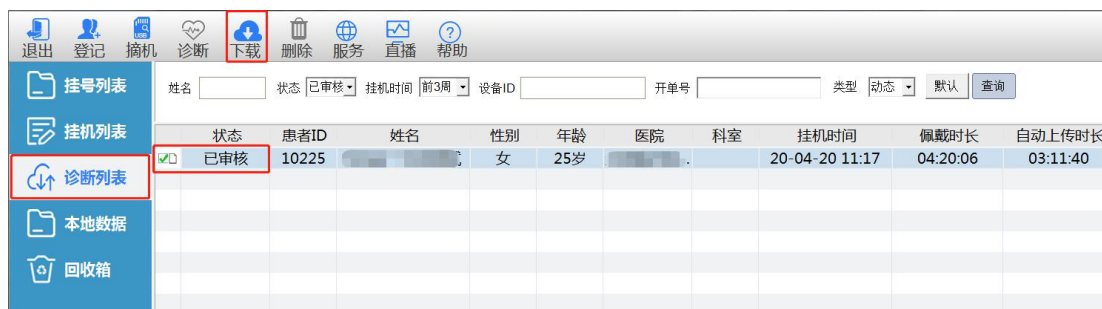 退出 登记 摘机 诊断 下载 删除 服务 直播 帮助
挂号列表
姓名 状态 已审核 挂机时间 前3周 设备ID 开单号 类型 动态 默认 查询
挂机列表
状态 患者ID 姓名 性别 年龄 医院 科室 挂机时间 佩戴时长 自动上传时长
已审核 10225 女 25岁 20-04-20 11:17 04:20:06 03:11:40
诊断列表
本地数据
回收箱